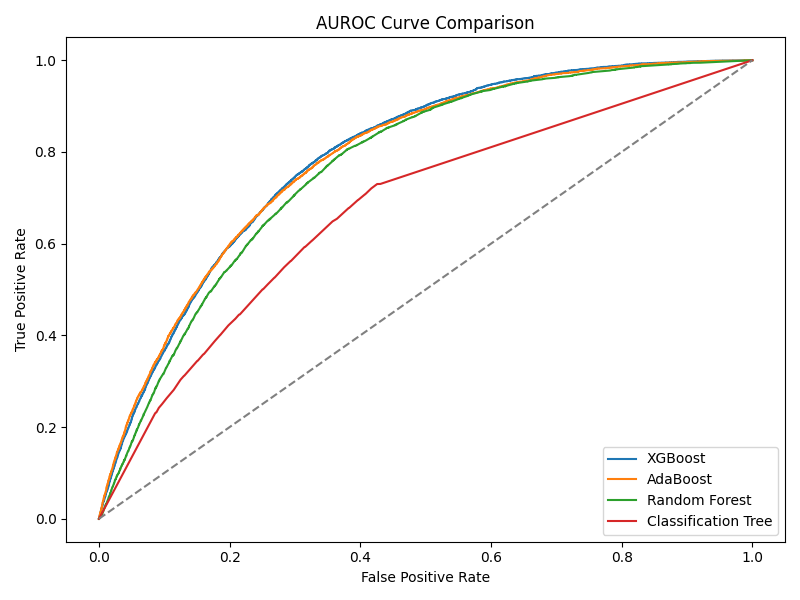 AUROC Curve Comparison
True Positive Rate
1.0
0.8
0.6
0.4
0.2
0.0
0.0 0.2 0.4 0.6 0.8 1.0
False Positive Rate
XGBoost
AdaBoost
Random Forest
Classification Tree